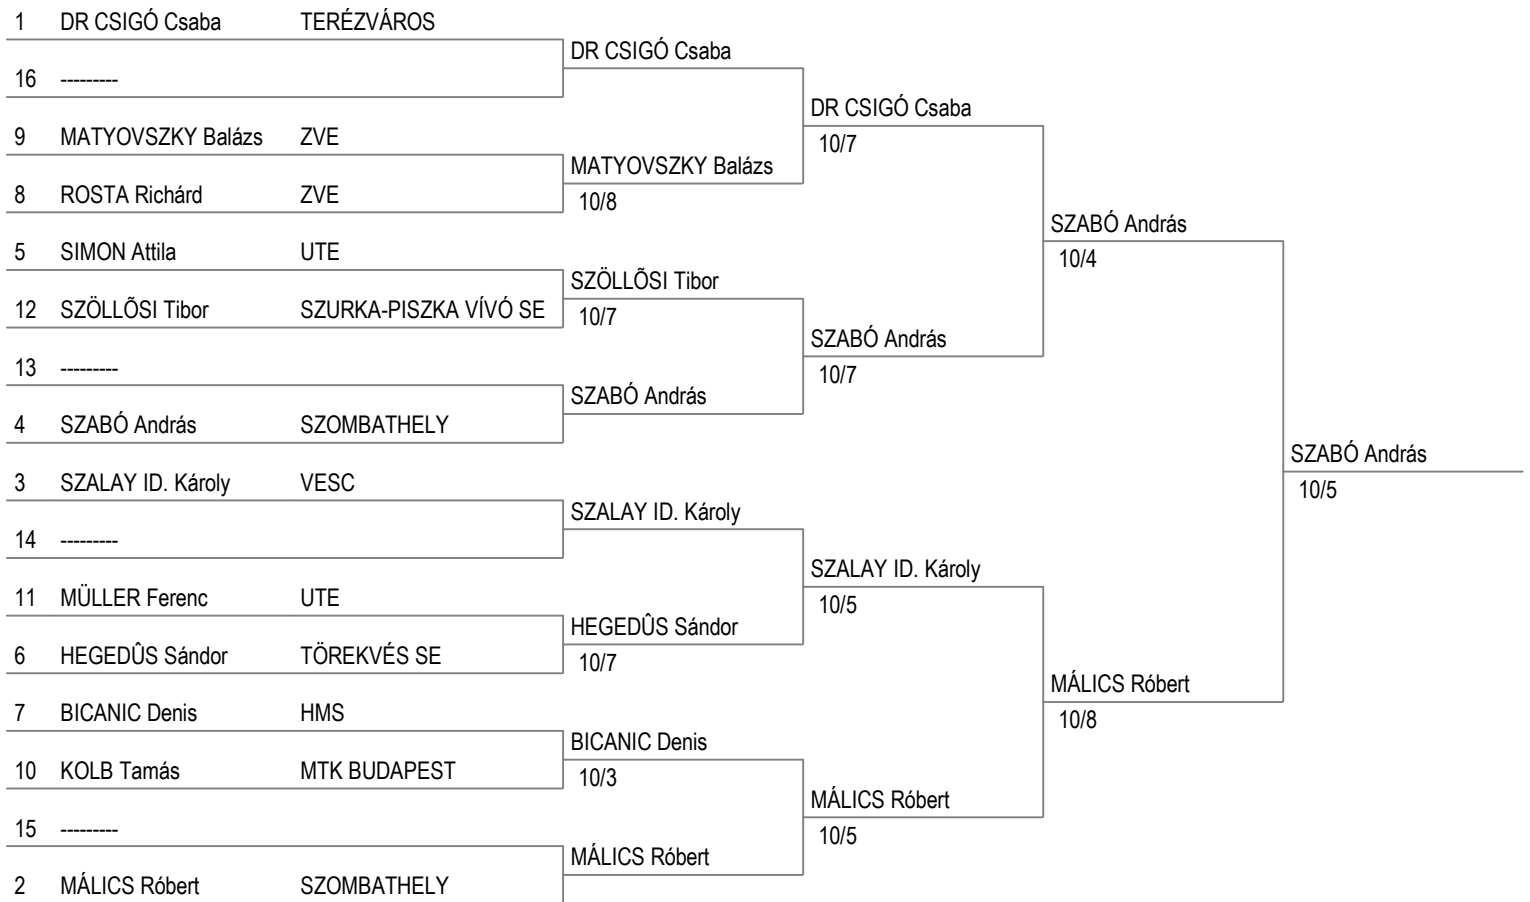 1 DR CSIGÓ Csaba TERÉZVÁROS
DR CSIGÓ Csaba
16 ---------
DR CSIGÓ Csaba
9 MATYOVSZKY Balázs ZVE
10/7
MATYOVSZKY Balázs
8 ROSTA Richárd ZVE
10/8
SZABÓ András
5 SIMON Attila UTE
10/4
SZÖLLÕSI Tibor
12 SZÖLLÕSI Tibor SZURKA-PISZKA VÍVÓ SE
10/7
SZABÓ András
13 ---------
10/7
SZABÓ András
4 SZABÓ András SZOMBATHELY
SZABÓ András
3 SZALAY ID. Károly VESC
10/5
SZALAY ID. Károly
14 ---------
SZALAY ID. Károly
11 MÜLLER Ferenc UTE
10/5
HEGEDÛS Sándor
6 HEGEDÛS Sándor TÖREKVÉS SE
10/7
MÁLICS Róbert
7 BICANIC Denis HMS
10/8
BICANIC Denis
10 KOLB Tamás MTK BUDAPEST
10/3
MÁLICS Róbert
15 ---------
10/5
MÁLICS Róbert
2 MÁLICS Róbert SZOMBATHELY